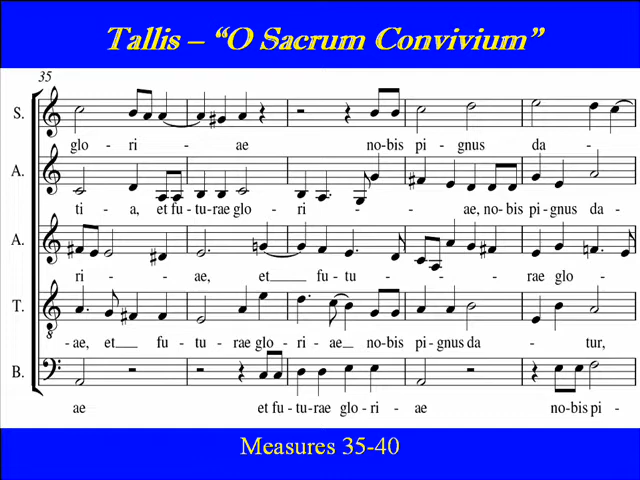 Tallis – “O Sacrum Convivium”
35
S.
glo - ri - ae nobis pi - gnus da -
A.
ti - a, et fu - tu-rae glo - ri - ae, no-bis pi-gnus da-
A.
ri - ae, et fu - tu - rae glo -
T.
-ae, et fu - tu-rae glo-ri-ae no-bis pi-gnus da - tur,
B.
ae et fu-tu-rae glo-ri- ae no-bis pi-
Measures 35-40